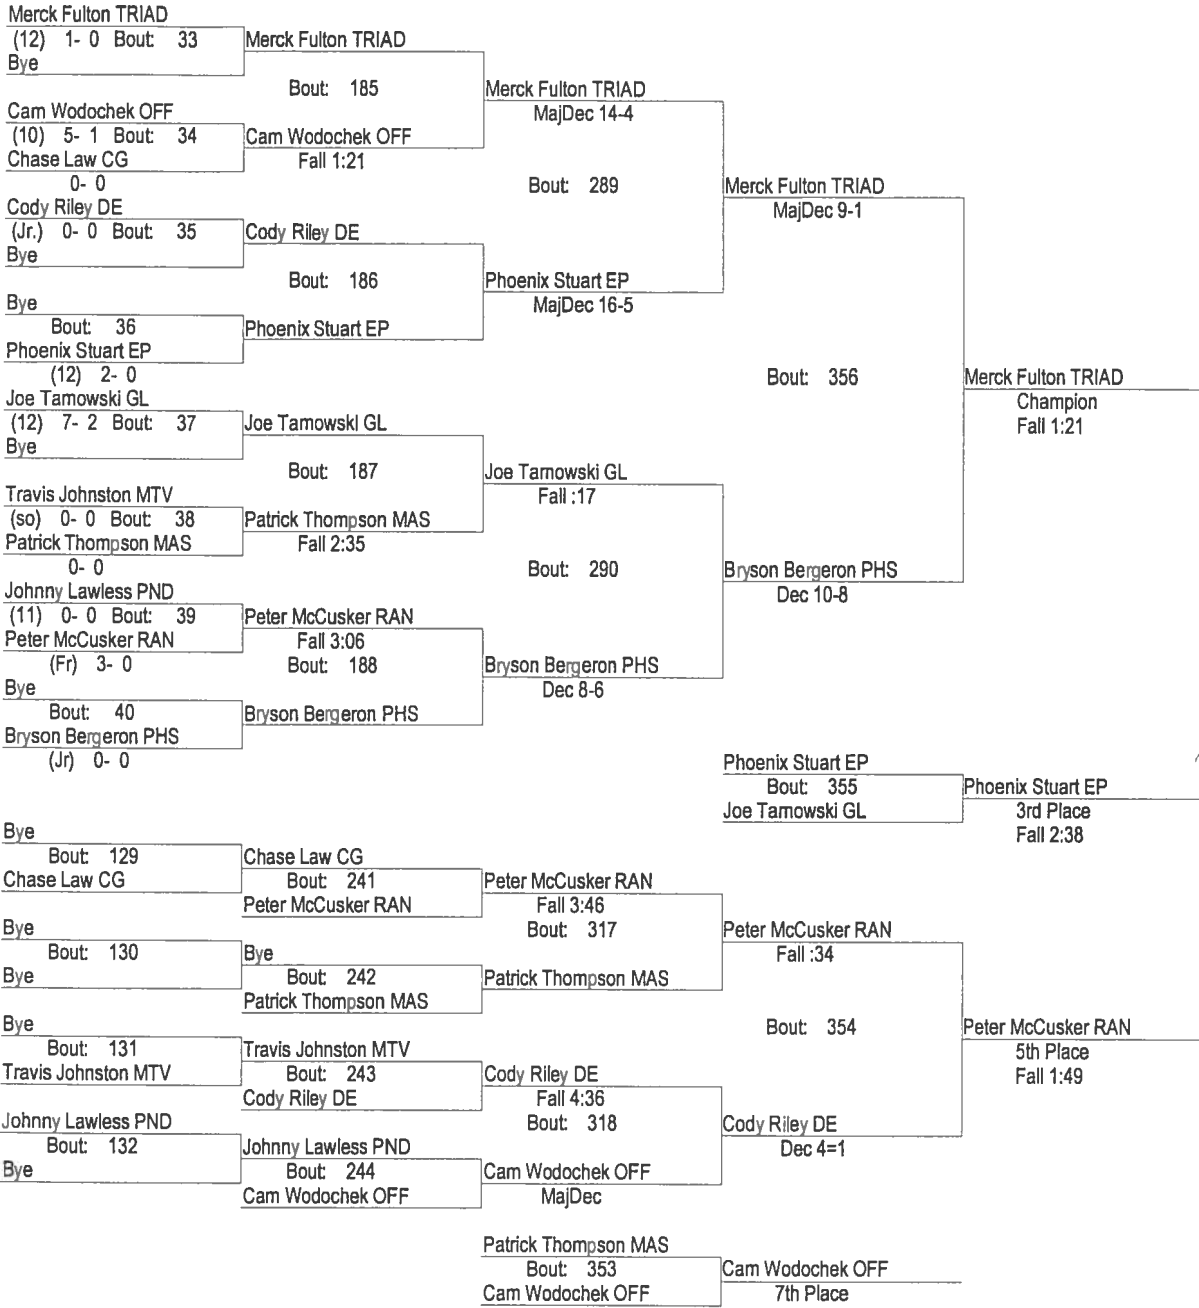 Merck Fulton TRIAD
(12) 1- 0 Bout: 33
Bye
Merck Fulton TRIAD
Bout: 185
Cam Wodochek OFF
(10) 5- 1 Bout: 34
Chase Law CG
0- 0
Cam Wodochek OFF
Fall 1:21
Merck Fulton TRIAD
MajDec 14-4
Bout: 289
Cody Riley DE
(Jr.) 0- 0 Bout: 35
Bye
Cody Riley DE
Bout: 186
Bye
Bout: 36
Phoenix Stuart EP
(12) 2- 0
Phoenix Stuart EP
Phoenix Stuart EP
MajDec 16-5
Merck Fulton TRIAD
MajDec 9-1
Bout: 356
Joe Tarnowski GL
(12) 7- 2 Bout: 37
Bye
Joe Tarnowski GL
Bout: 187
Travis Johnston MTV
(so) 0- 0 Bout: 38
Patrick Thompson MAS
0- 0
Patrick Thompson MAS
Fall 2:35
Joe Tarnowski GL
Fall :17
Bout: 290
Johnny Lawless PND
(11) 0- 0 Bout: 39
Peter McCusker RAN
(Fr) 3- 0
Peter McCusker RAN
Fall 3:06
Bout: 188
Bye
Bout: 40
Bryson Bergeron PHS
(Jr) 0- 0
Bryson Bergeron PHS
Bryson Bergeron PHS
Dec 8-6
Bryson Bergeron PHS
Dec 10-8
Merck Fulton TRIAD
Champion
Fall 1:21
Phoenix Stuart EP
Bout: 355
Joe Tarnowski GL
Phoenix Stuart EP
3rd Place
Fall 2:38
Bye
Bout: 129
Chase Law CG
Chase Law CG
Bout: 241
Peter McCusker RAN
Peter McCusker RAN
Fall 3:46
Bout: 317
Bye
Bout: 130
Bye
Bye
Bout: 242
Patrick Thompson MAS
Patrick Thompson MAS
Peter McCusker RAN
Fall :34
Bout: 354
Bye
Bout: 131
Travis Johnston MTV
Travis Johnston MTV
Bout: 243
Cody Riley DE
Cody Riley DE
Fall 4:36
Bout: 318
Johnny Lawless PND
Bout: 132
Bye
Johnny Lawless PND
Bout: 244
Cam Wodochek OFF
Cam Wodochek OFF
MajDec
Cody Riley DE
Dec 4=1
Peter McCusker RAN
5th Place
Fall 1:49
Patrick Thompson MAS
Bout: 353
Cam Wodochek OFF
Cam Wodochek OFF
7th Place